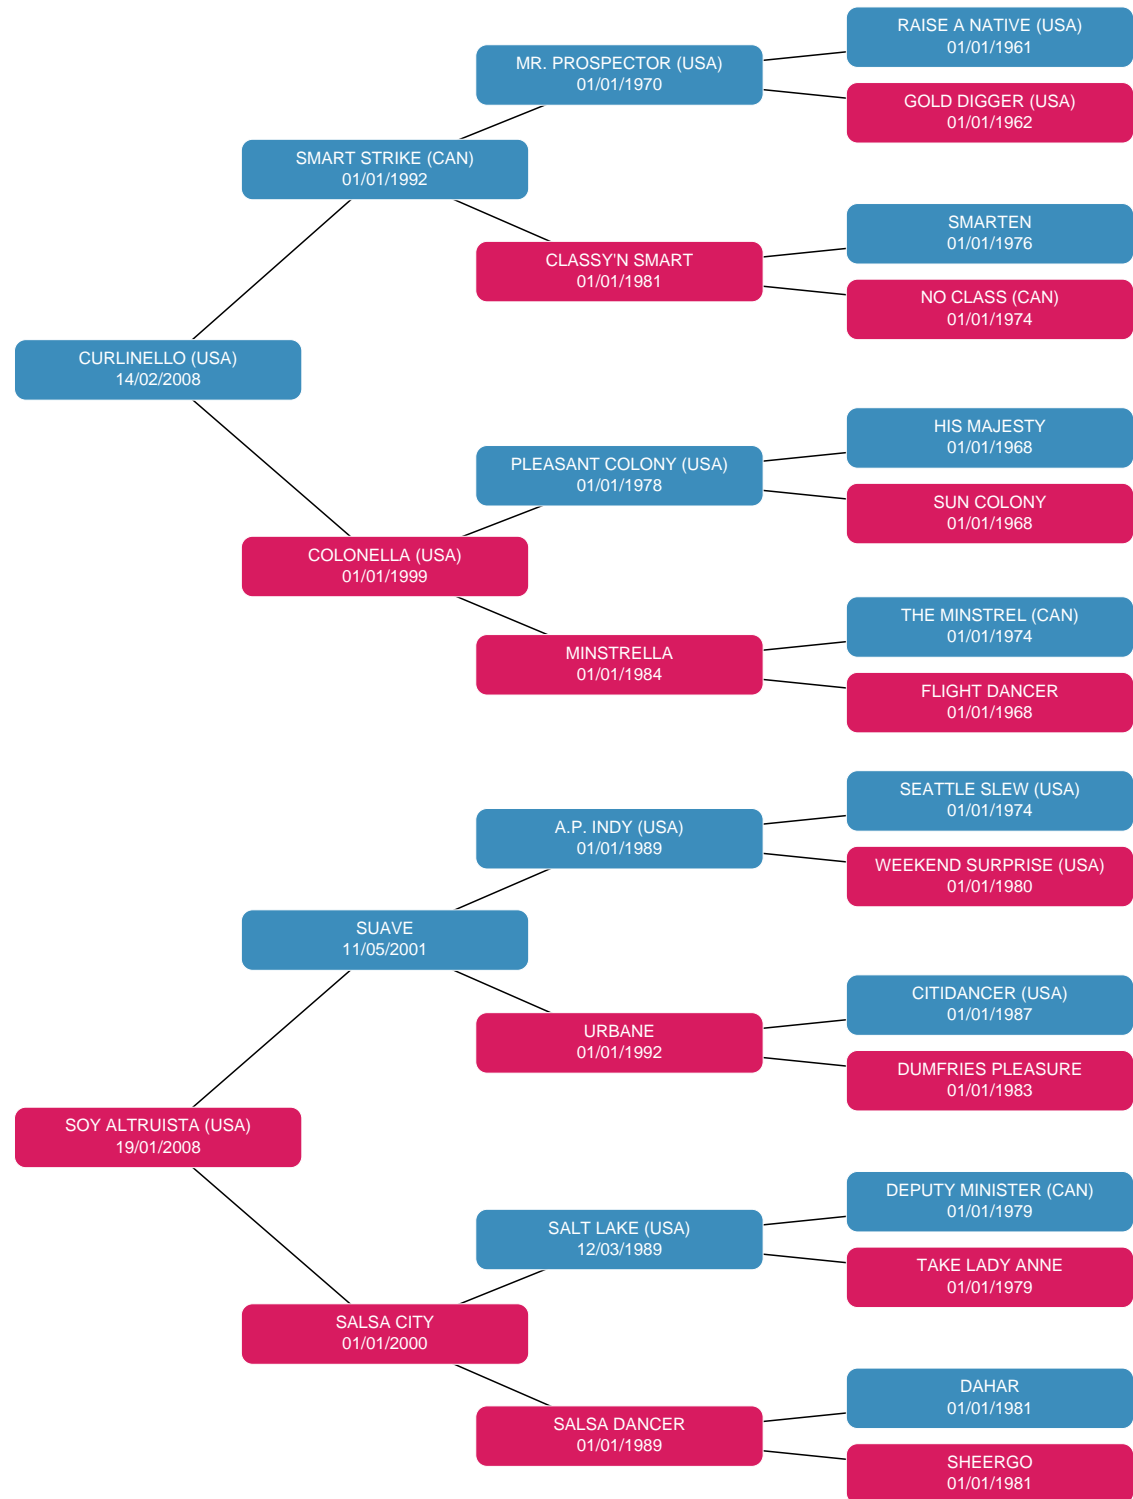 RAISE A NATIVE (USA)
01/01/1961
MR. PROSPECTOR (USA)
01/01/1970
GOLD DIGGER (USA)
01/01/1962
SMART STRIKE (CAN)
01/01/1992
SMARTEN
01/01/1976
CLASSY'N SMART
01/01/1981
NO CLASS (CAN)
01/01/1974
CURLINELLO (USA)
14/02/2008
HIS MAJESTY
01/01/1968
PLEASANT COLONY (USA)
01/01/1978
SUN COLONY
01/01/1968
COLONELLA (USA)
01/01/1999
THE MINSTREL (CAN)
01/01/1974
MINSTRELLA
01/01/1984
FLIGHT DANCER
01/01/1968
SEATTLE SLEW (USA)
01/01/1974
A.P. INDY (USA)
01/01/1989
WEEKEND SURPRISE (USA)
01/01/1980
SUAVE
11/05/2001
CITIDANCER (USA)
01/01/1987
URBANE
01/01/1992
DUMFRIES PLEASURE
01/01/1983
SOY ALTRUISTA (USA)
19/01/2008
DEPUTY MINISTER (CAN)
01/01/1979
SALT LAKE (USA)
12/03/1989
TAKE LADY ANNE
01/01/1979
SALSA CITY
01/01/2000
DAHAR
01/01/1981
SALSA DANCER
01/01/1989
SHEERGO
01/01/1981